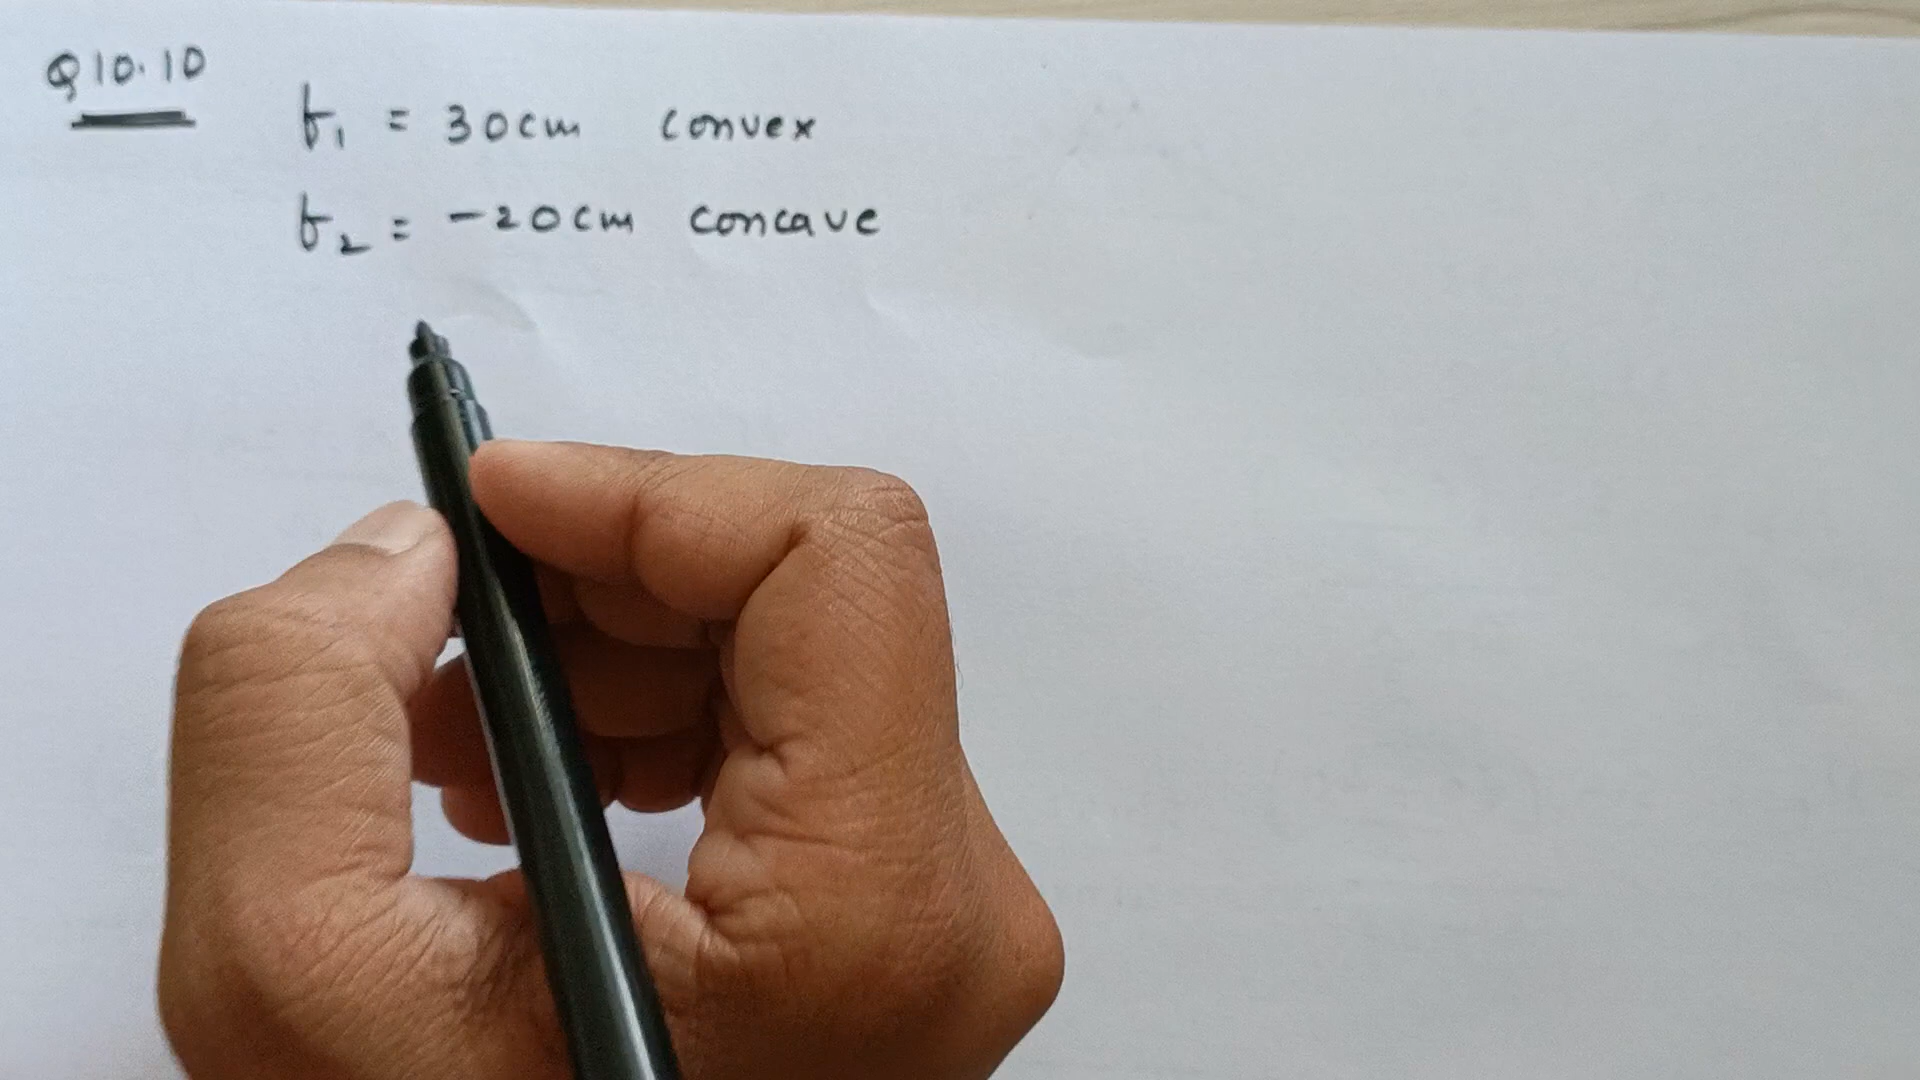 Q10.10
f₁ = 30cm convex
f₂ = -20cm concave